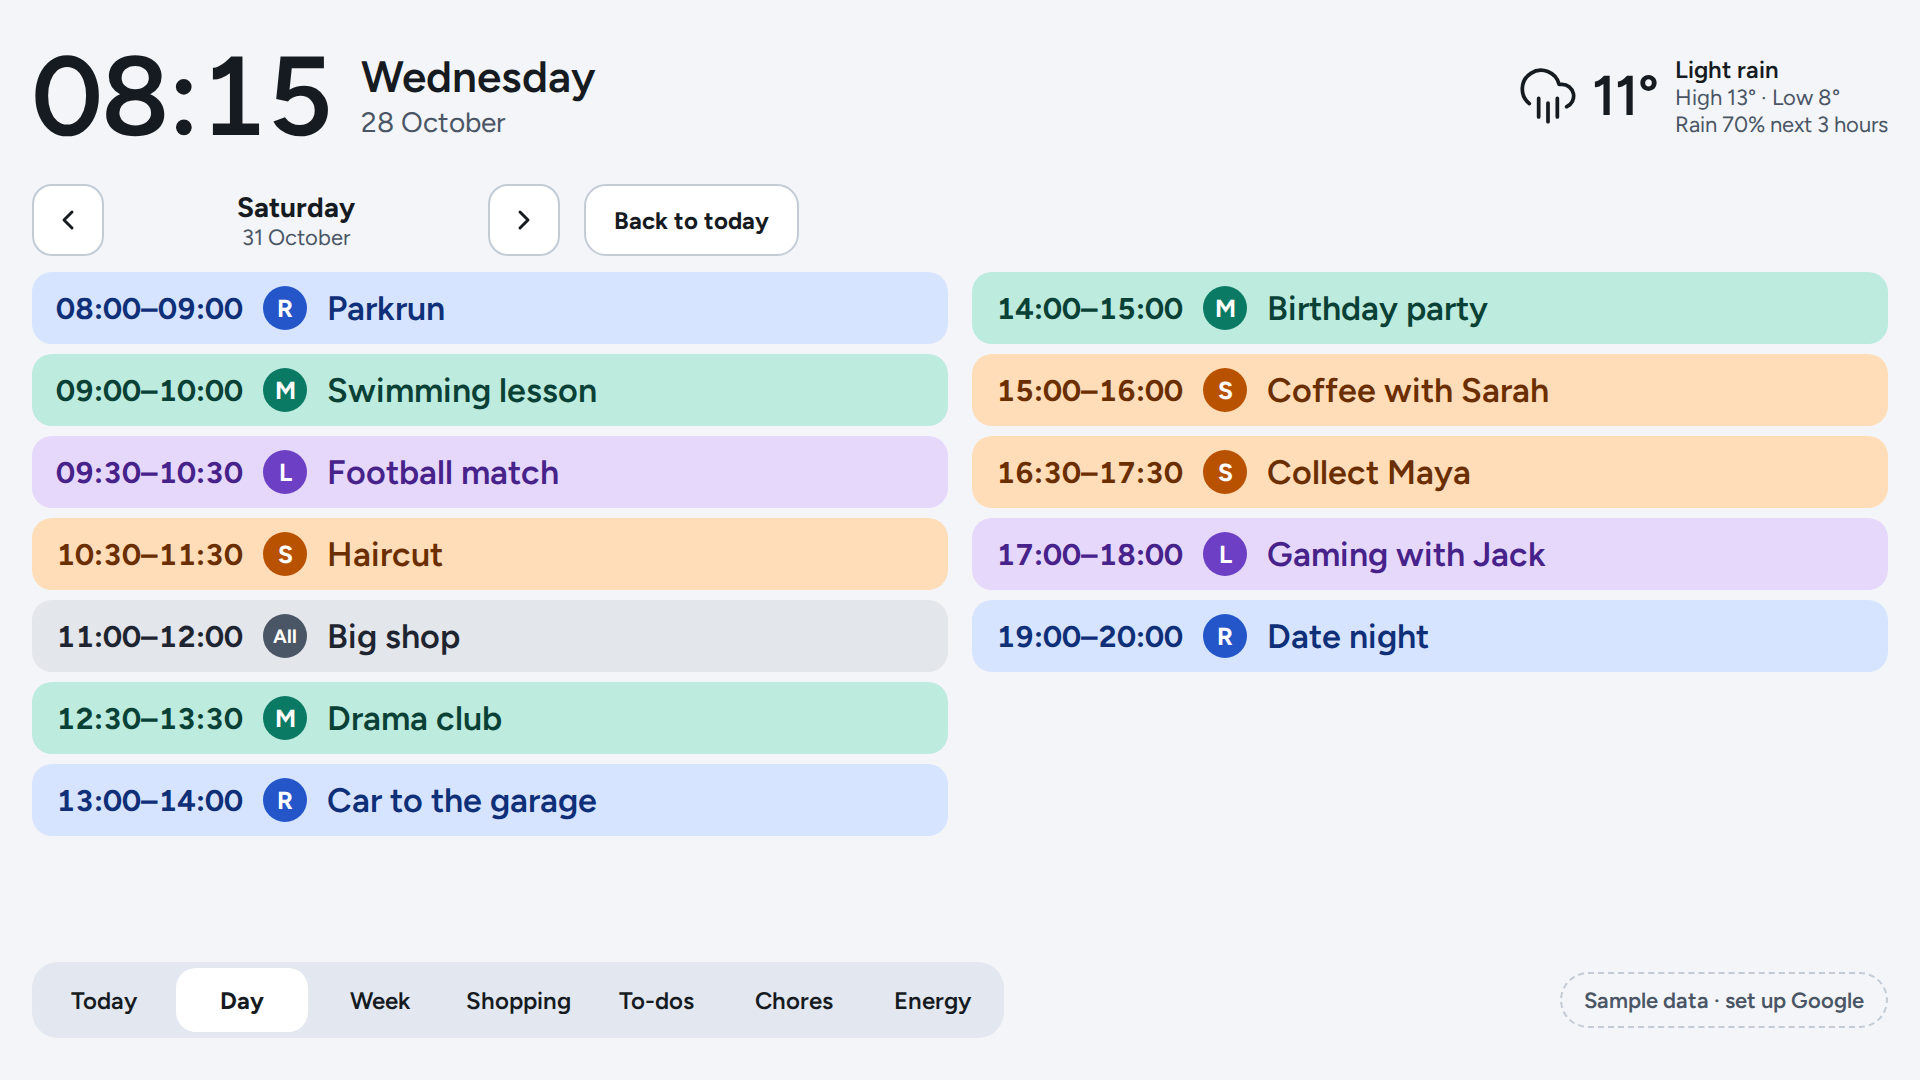 08:15
Wednesday
28 October
11°
Light rain
High 13° · Low 8°
Rain 70% next 3 hours
Saturday
31 October
Back to today
08:00–09:00 R Parkrun
09:00–10:00 M Swimming lesson
09:30–10:30 L Football match
10:30–11:30 S Haircut
11:00–12:00 All Big shop
12:30–13:30 M Drama club
13:00–14:00 R Car to the garage
14:00–15:00 M Birthday party
15:00–16:00 S Coffee with Sarah
16:30–17:30 S Collect Maya
17:00–18:00 L Gaming with Jack
19:00–20:00 R Date night
Today Day Week Shopping To-dos Chores Energy
Sample data · set up Google